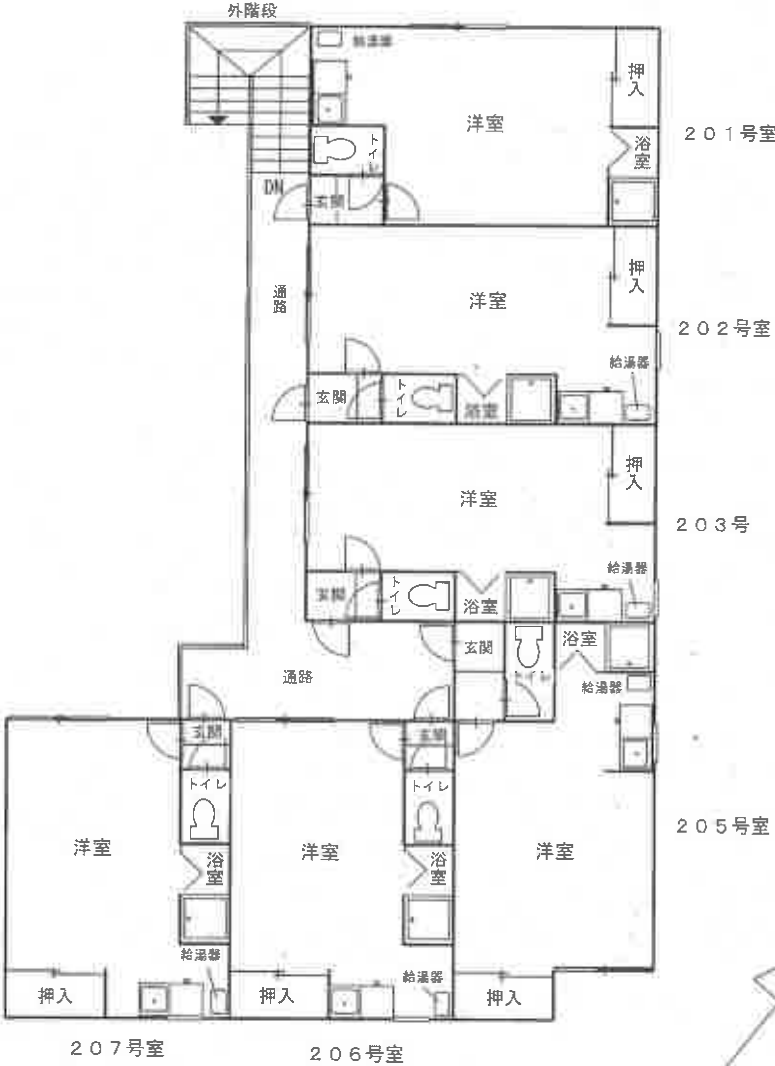 外階段
給湯器
押入
洋室
201号室
トイレ
浴室
DN
玄関
押入
通路
洋室
202号室
給湯器
玄関
トイレ
浴室
押入
洋室
203号
給湯器
玄関
トイレ
浴室
玄関
トイレ
浴室
給湯器
通路
玄関
玄関
トイレ
トイレ
205号室
洋室
洋室
洋室
浴室
浴室
給湯器
給湯器
押入
押入
押入
207号室
206号室